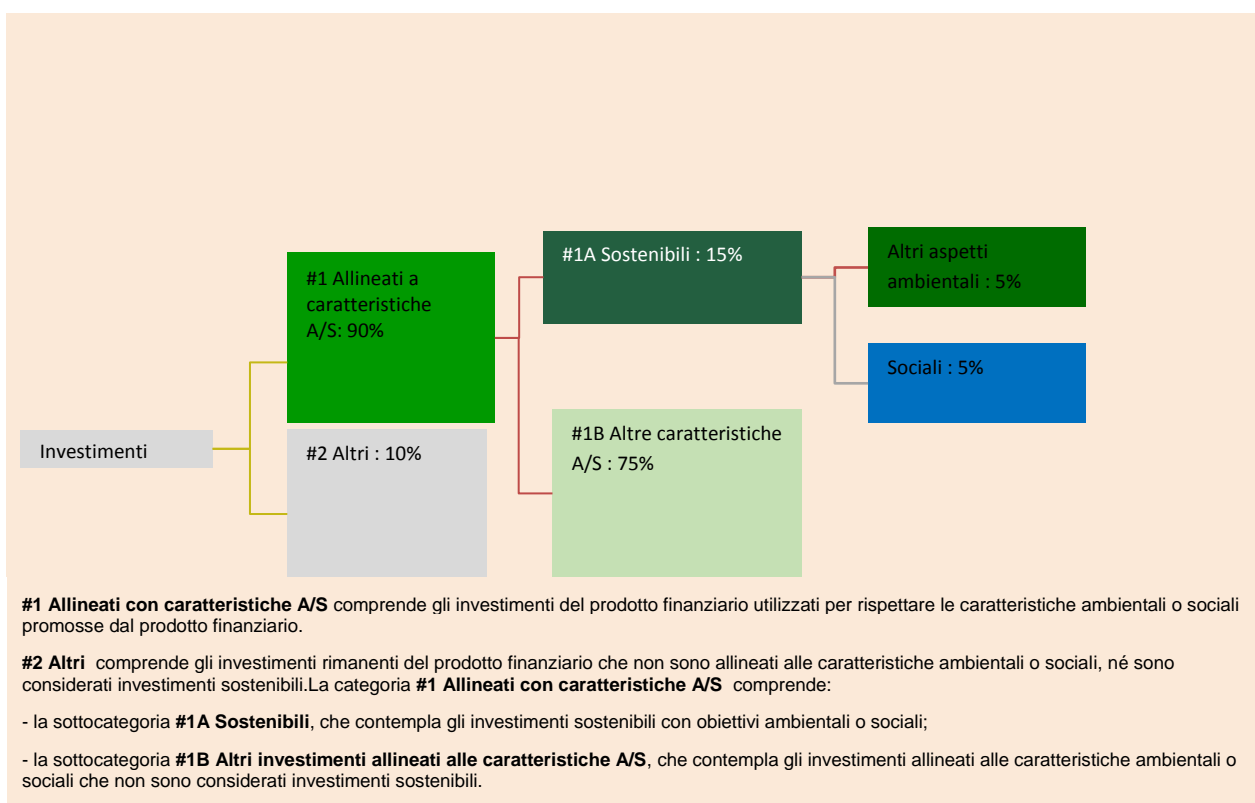 Investimenti
#1 Allineati a
caratteristiche
A/S: 90%
#2 Altri : 10%
#1A Sostenibili : 15%
#1B Altre caratteristiche
A/S : 75%
Altri aspetti
ambientali : 5%
Sociali : 5%
#1 Allineati con caratteristiche A/S comprende gli investimenti del prodotto finanziario utilizzati per rispettare le caratteristiche ambientali o sociali
promosse dal prodotto finanziario.
#2 Altri comprende gli investimenti rimanenti del prodotto finanziario che non sono allineati alle caratteristiche ambientali o sociali, né sono
considerati investimenti sostenibili.La categoria #1 Allineati con caratteristiche A/S comprende:
- la sottocategoria #1A Sostenibili, che contempla gli investimenti sostenibili con obiettivi ambientali o sociali;
- la sottocategoria #1B Altri investimenti allineati alle caratteristiche A/S, che contempla gli investimenti allineati alle caratteristiche ambientali o
sociali che non sono considerati investimenti sostenibili.